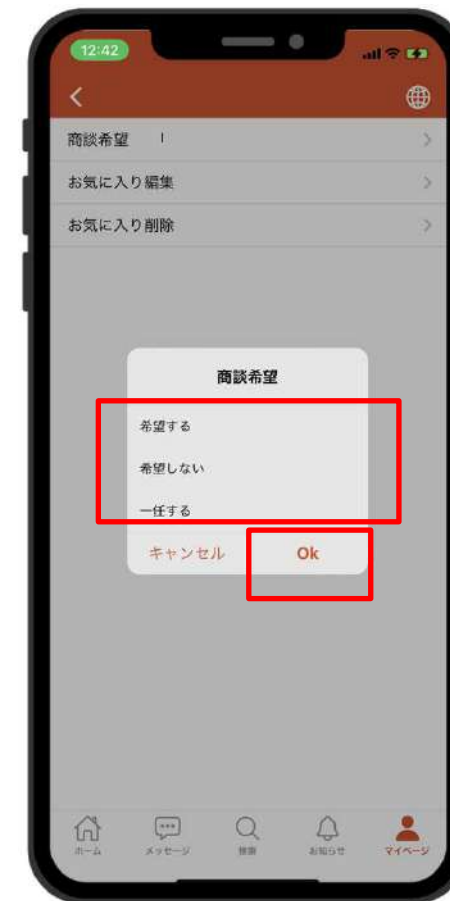 12:42
商談希望
お気に入り編集
お気に入り削除
商談希望
希望する
希望しない
一任する
キャンセル Ok
ホーム メッセージ 検索 お知らせ マイページ